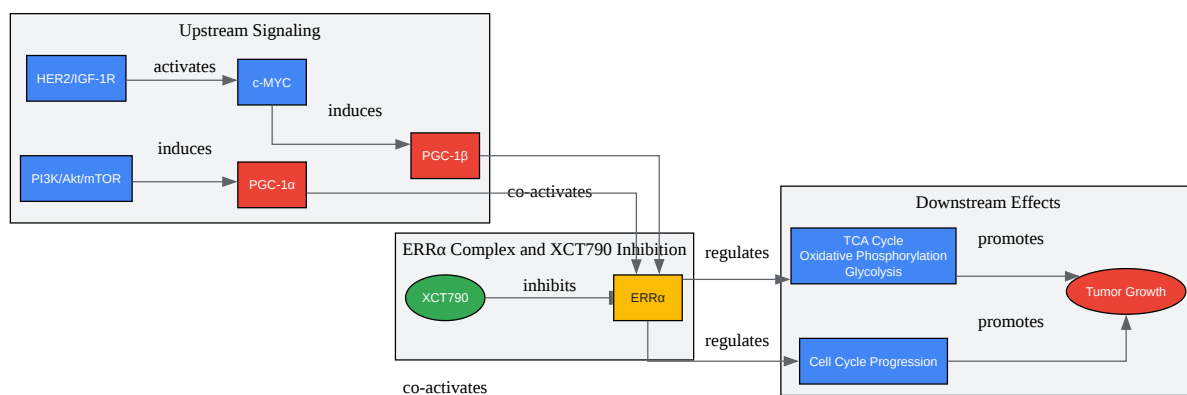 Upstream Signaling
HER2/IGF-1R
activates
c-MYC
induces
PI3K/Akt/mTOR
induces
PGC-1α
PGC-1β
co-activates
ERRα Complex and XCT790 Inhibition
XCT790
inhibits
ERRα
regulates
regulates
co-activates
Downstream Effects
TCA Cycle
Oxidative Phosphorylation
Glycolysis
promotes
Tumor Growth
promotes
Cell Cycle Progression